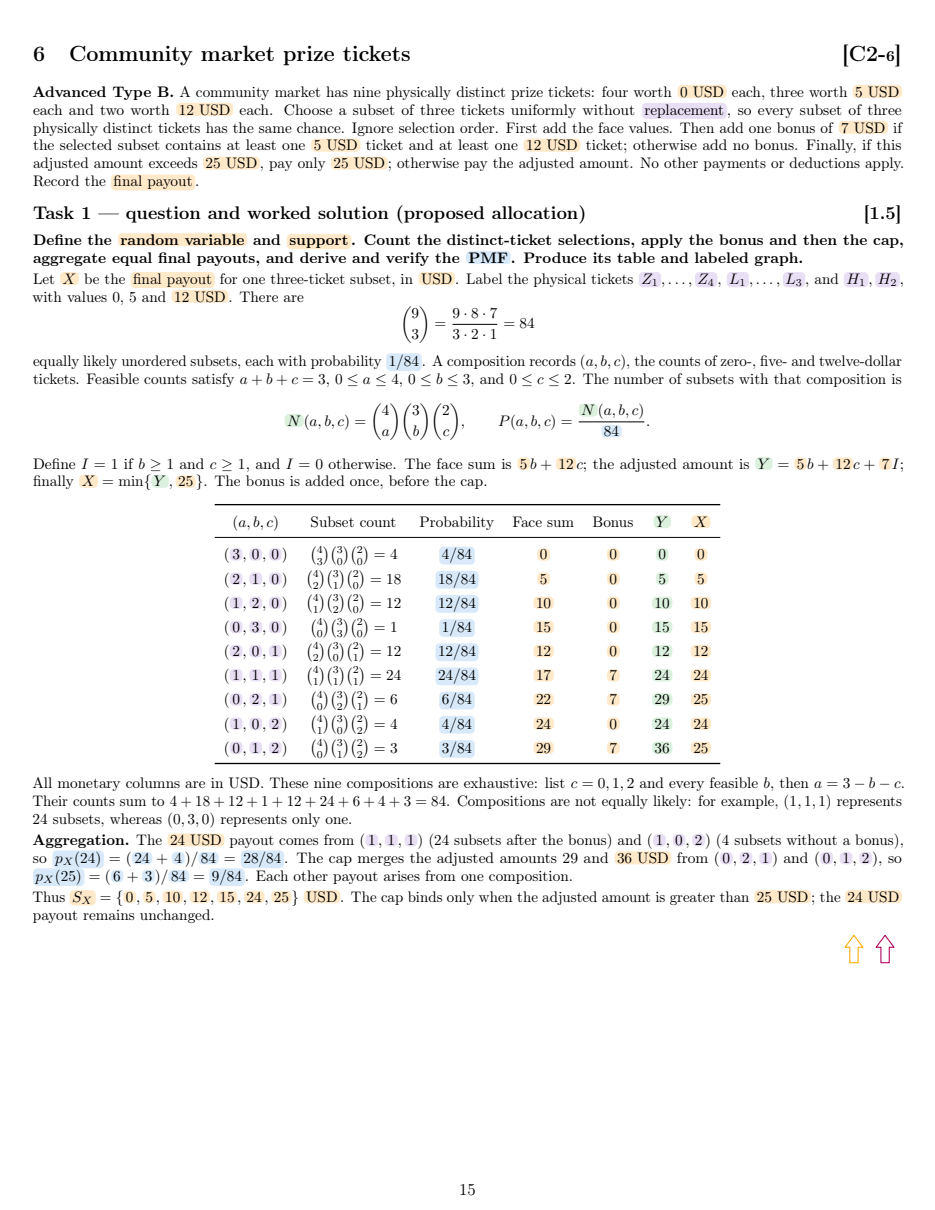 6 Community market prize tickets [C2-6]
Advanced Type B. A community market has nine physically distinct prize tickets: four worth 0 USD each, three worth 5 USD
each and two worth 12 USD each. Choose a subset of three tickets uniformly without replacement, so every subset of three
physically distinct tickets has the same chance. Ignore selection order. First add the face values. Then add one bonus of 7 USD if
the selected subset contains at least one 5 USD ticket and at least one 12 USD ticket; otherwise add no bonus. Finally, if this
adjusted amount exceeds 25 USD, pay only 25 USD; otherwise pay the adjusted amount. No other payments or deductions apply.
Record the final payout.
Task 1 — question and worked solution (proposed allocation) [1.5]
Define the random variable and support. Count the distinct-ticket selections, apply the bonus and then the cap,
aggregate equal final payouts, and derive and verify the PMF. Produce its table and labeled graph.
Let X be the final payout for one three-ticket subset, in USD. Label the physical tickets Z₁, . . . , Z₄, L₁, . . . , L₃, and H₁, H₂,
with values 0, 5 and 12 USD. There are
(9 3) = 9 · 8 · 7 / 3 · 2 · 1 = 84
equally likely unordered subsets, each with probability 1/84. A composition records (a, b, c), the counts of zero-, five- and twelve-dollar
tickets. Feasible counts satisfy a + b + c = 3, 0 ≤ a ≤ 4, 0 ≤ b ≤ 3, and 0 ≤ c ≤ 2. The number of subsets with that composition is
N(a, b, c) = (4 a)(3 b)(2 c), P(a, b, c) = N(a, b, c) / 84.
Define I = 1 if b ≥ 1 and c ≥ 1, and I = 0 otherwise. The face sum is 5b + 12c; the adjusted amount is Y = 5b + 12c + 7I;
finally X = min{Y, 25}. The bonus is added once, before the cap.
(a, b, c) Subset count Probability Face sum Bonus Y X
(3, 0, 0) (4 3)(3 0)(2 0) = 4 4/84 0 0 0 0
(2, 1, 0) (4 2)(3 1)(2 0) = 18 18/84 5 0 5 5
(1, 2, 0) (4 1)(3 2)(2 0) = 12 12/84 10 0 10 10
(0, 3, 0) (4 0)(3 3)(2 0) = 1 1/84 15 0 15 15
(2, 0, 1) (4 2)(3 0)(2 1) = 12 12/84 12 0 12 12
(1, 1, 1) (4 1)(3 1)(2 1) = 24 24/84 17 7 24 24
(0, 2, 1) (4 0)(3 2)(2 1) = 6 6/84 22 7 29 25
(1, 0, 2) (4 1)(3 0)(2 2) = 4 4/84 24 0 24 24
(0, 1, 2) (4 0)(3 1)(2 2) = 3 3/84 29 7 36 25
All monetary columns are in USD. These nine compositions are exhaustive: list c = 0, 1, 2 and every feasible b, then a = 3 − b − c.
Their counts sum to 4 + 18 + 12 + 1 + 12 + 24 + 6 + 4 + 3 = 84. Compositions are not equally likely: for example, (1, 1, 1) represents
24 subsets, whereas (0, 3, 0) represents only one.
Aggregation. The 24 USD payout comes from (1, 1, 1) (24 subsets after the bonus) and (1, 0, 2) (4 subsets without a bonus),
so p_X(24) = (24 + 4)/84 = 28/84. The cap merges the adjusted amounts 29 and 36 USD from (0, 2, 1) and (0, 1, 2), so
p_X(25) = (6 + 3)/84 = 9/84. Each other payout arises from one composition.
Thus S_X = {0, 5, 10, 12, 15, 24, 25} USD. The cap binds only when the adjusted amount is greater than 25 USD; the 24 USD
payout remains unchanged.
15